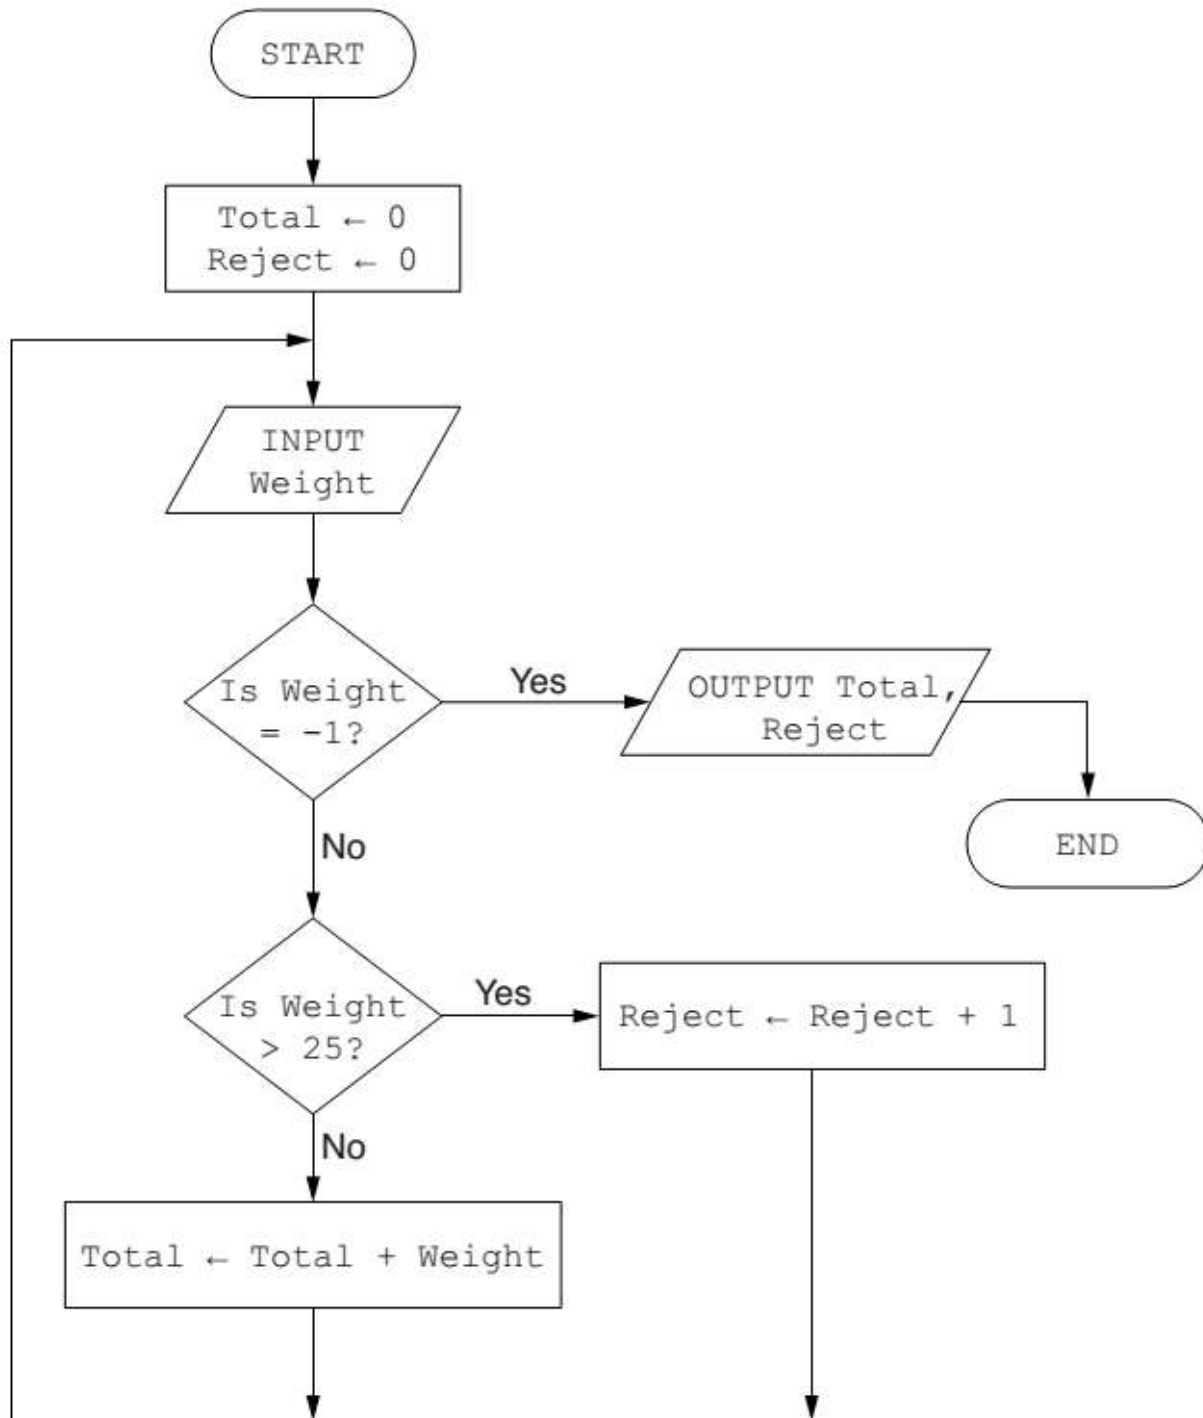 START
Total ← 0
Reject ← 0
INPUT
Weight
Is Weight
= −1?
Yes
OUTPUT Total,
Reject
END
No
Is Weight
> 25?
Yes
Reject ← Reject + 1
No
Total ← Total + Weight